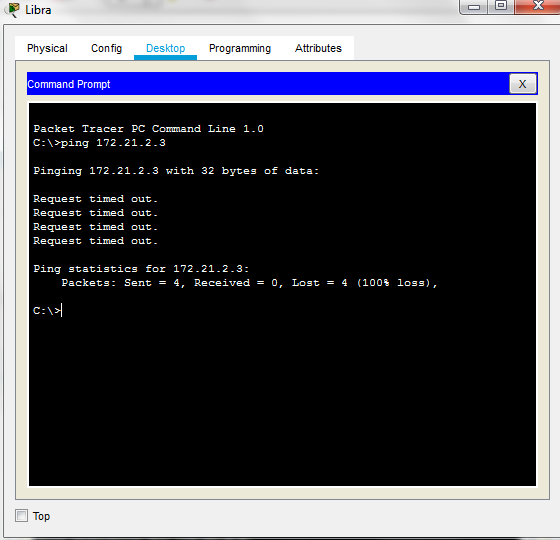 Libra
Physical Config Desktop Programming Attributes
Command Prompt X
Packet Tracer PC Command Line 1.0
C:\>ping 172.21.2.3
Pinging 172.21.2.3 with 32 bytes of data:
Request timed out.
Request timed out.
Request timed out.
Request timed out.
Ping statistics for 172.21.2.3:
Packets: Sent = 4, Received = 0, Lost = 4 (100% loss),
C:\>
Top